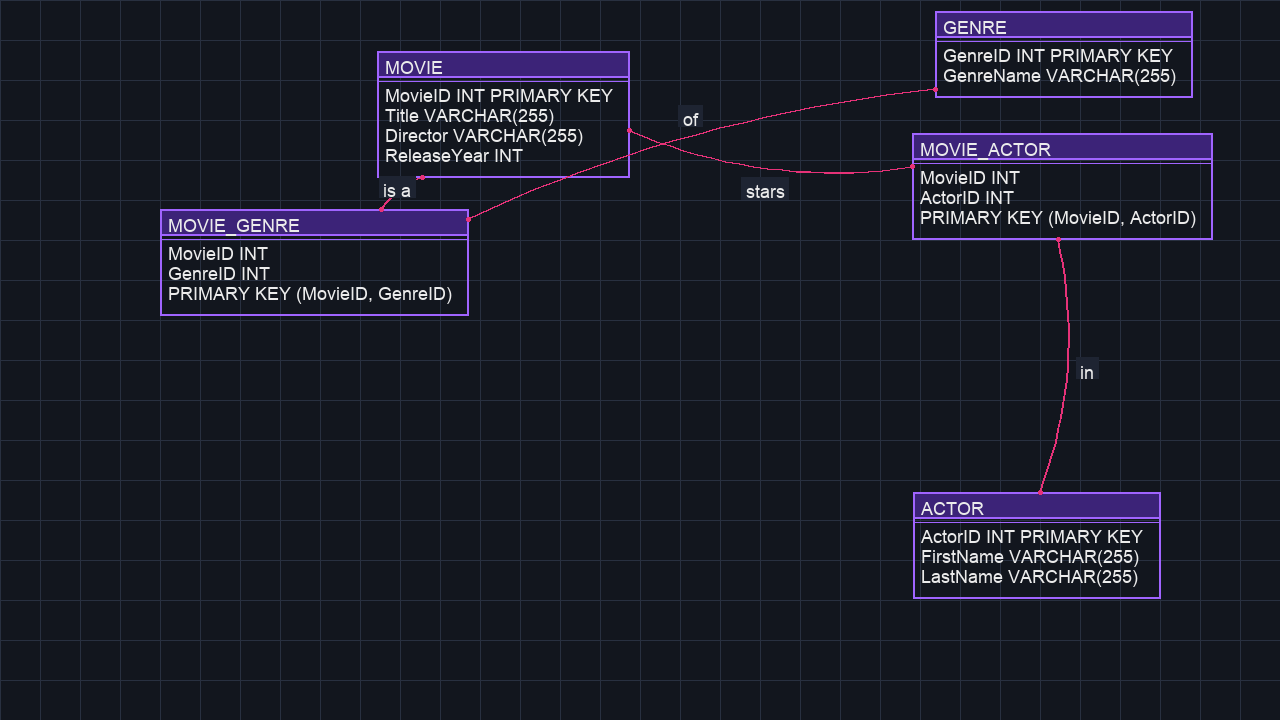 GENRE
GenreID INT PRIMARY KEY
GenreName VARCHAR(255)
MOVIE
MovieID INT PRIMARY KEY
Title VARCHAR(255)
Director VARCHAR(255)
ReleaseYear INT
of
MOVIE_ACTOR
MovieID INT
ActorID INT
PRIMARY KEY (MovieID, ActorID)
is a
stars
MOVIE_GENRE
MovieID INT
GenreID INT
PRIMARY KEY (MovieID, GenreID)
in
ACTOR
ActorID INT PRIMARY KEY
FirstName VARCHAR(255)
LastName VARCHAR(255)